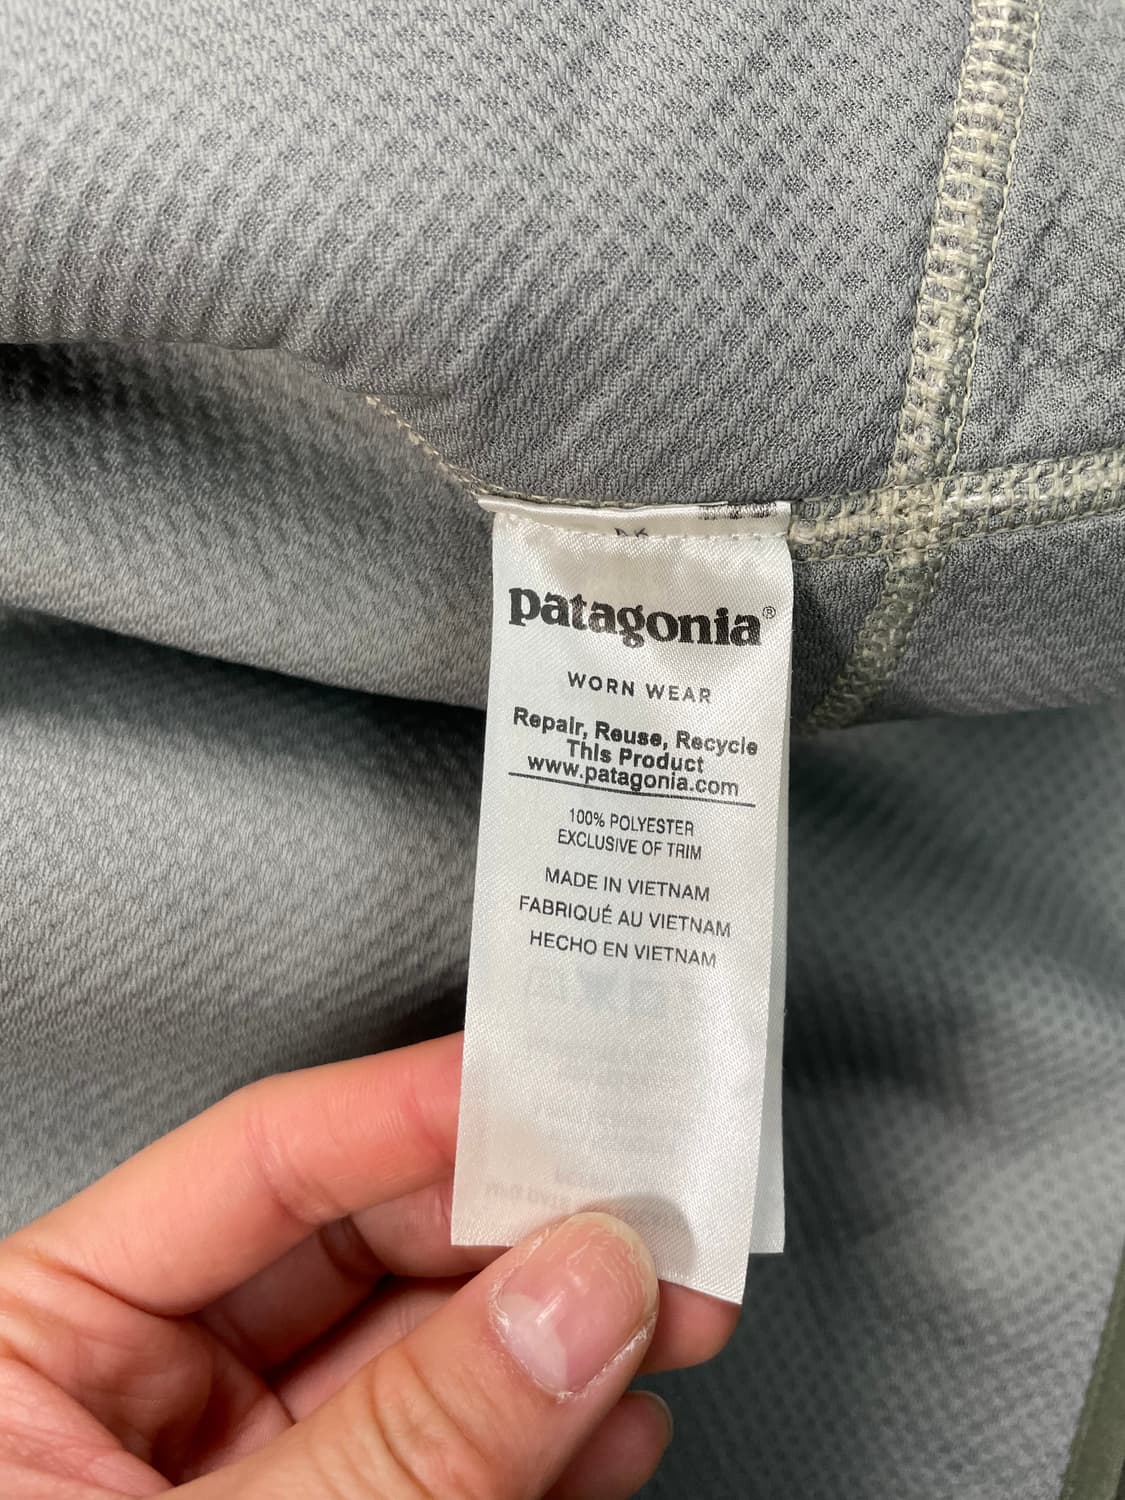 patagonia®
WORN WEAR
Repair, Reuse, Recycle
This Product
www.patagonia.com
100% POLYESTER
EXCLUSIVE OF TRIM
MADE IN VIETNAM
FABRIQUÉ AU VIETNAM
HECHO EN VIETNAM